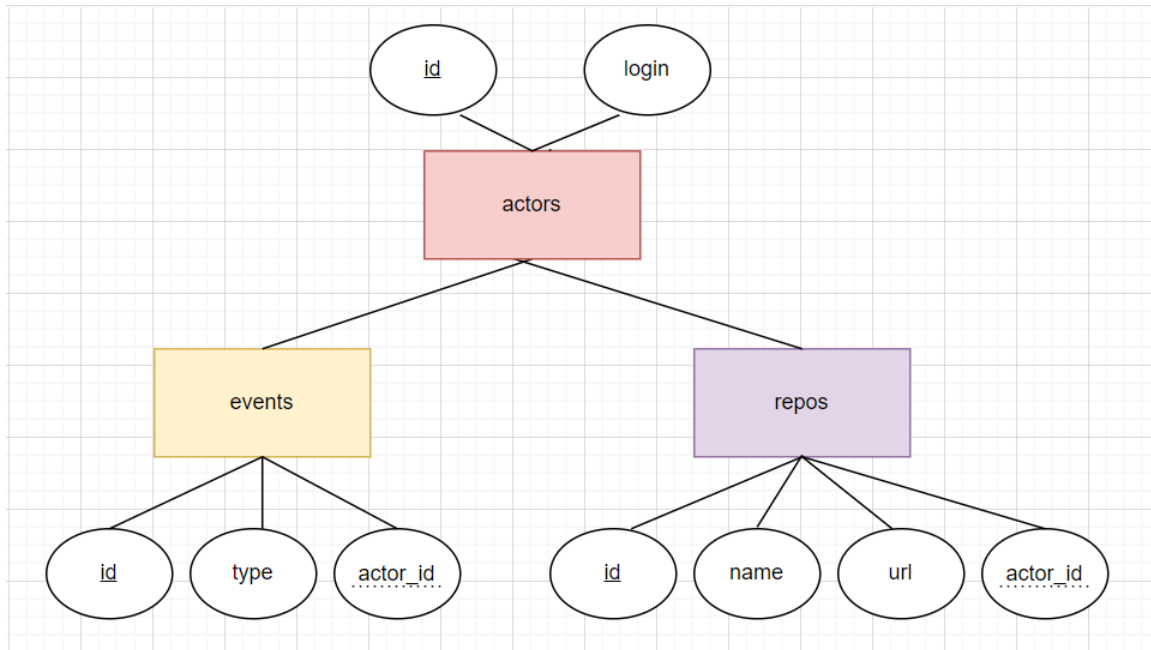 id
login
actors
events
repos
id
type
actor_id
id
name
url
actor_id